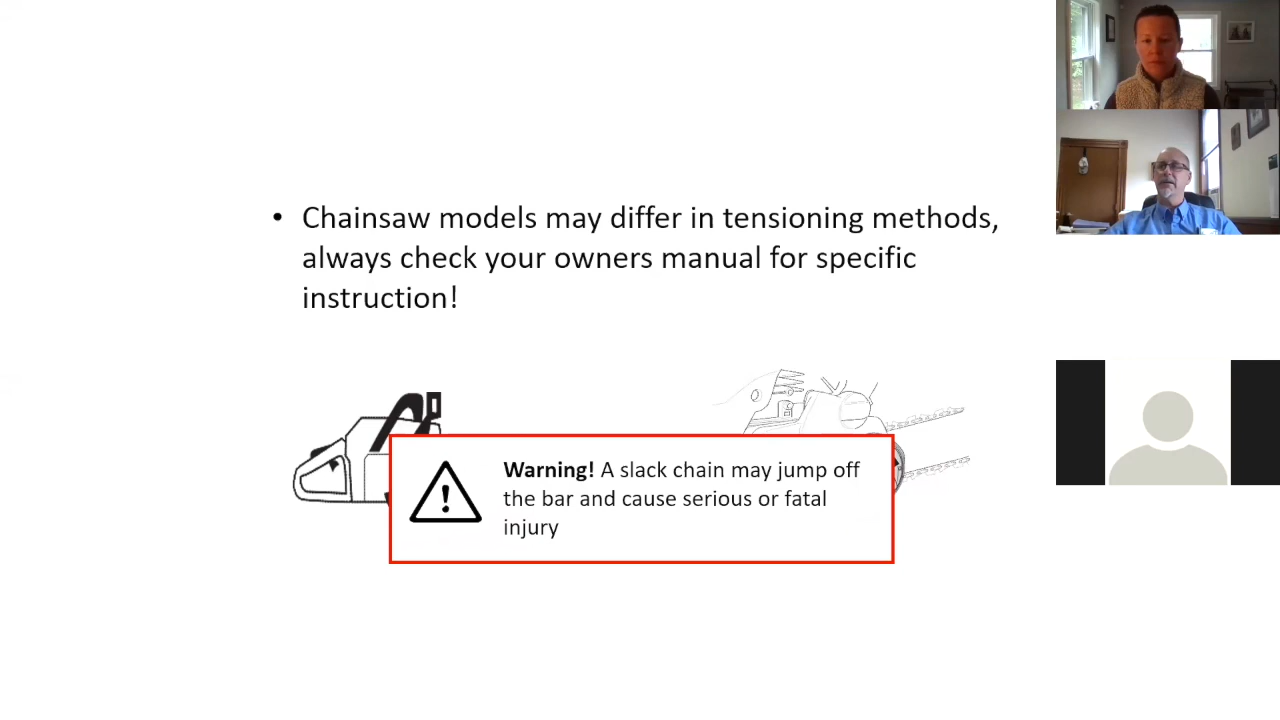 • Chainsaw models may differ in tensioning methods,
always check your owners manual for specific
instruction!
Warning! A slack chain may jump off
the bar and cause serious or fatal
injury